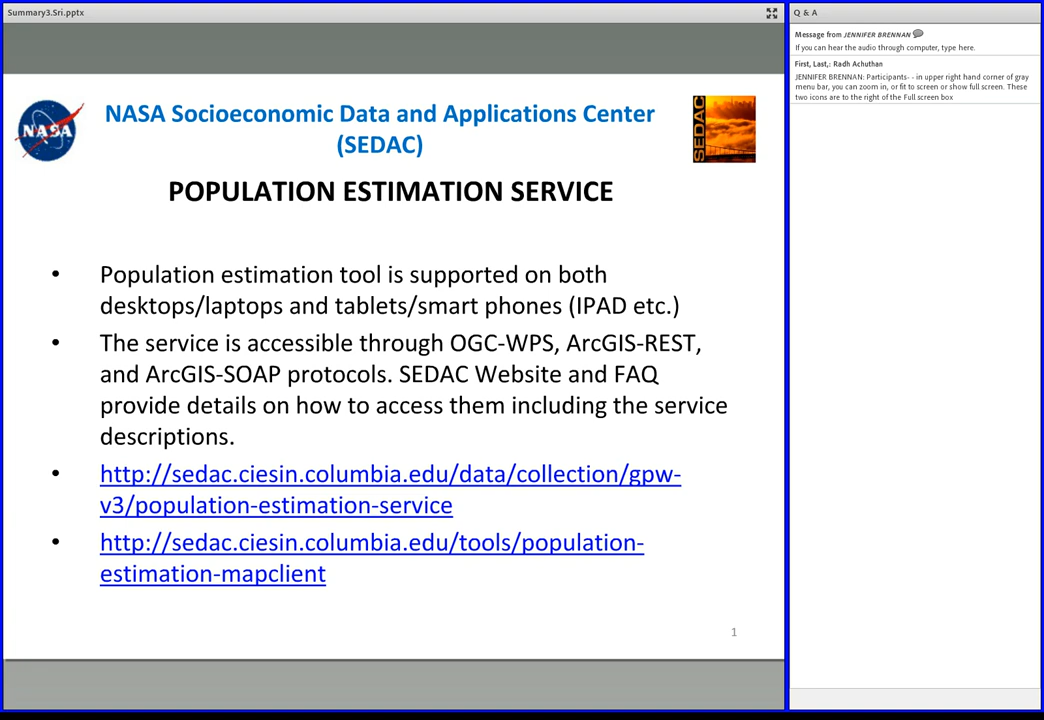 Summary3.Sri.pptx
NASA
NASA Socioeconomic Data and Applications Center
(SEDAC)
SEDAC
POPULATION ESTIMATION SERVICE
• Population estimation tool is supported on both
desktops/laptops and tablets/smart phones (IPAD etc.)
• The service is accessible through OGC-WPS, ArcGIS-REST,
and ArcGIS-SOAP protocols. SEDAC Website and FAQ
provide details on how to access them including the service
descriptions.
• http://sedac.ciesin.columbia.edu/data/collection/gpw-
v3/population-estimation-service
• http://sedac.ciesin.columbia.edu/tools/population-
estimation-mapclient
1
Q & A
Message from JENNIFER BRENNAN
If you can hear the audio through computer, type here.
First, Last,: Radh Achuthan
JENNIFER BRENNAN: Participants- - in upper right hand corner of gray
menu bar, you can zoom in, or fit to screen or show full screen. These
two icons are to the right of the Full screen box